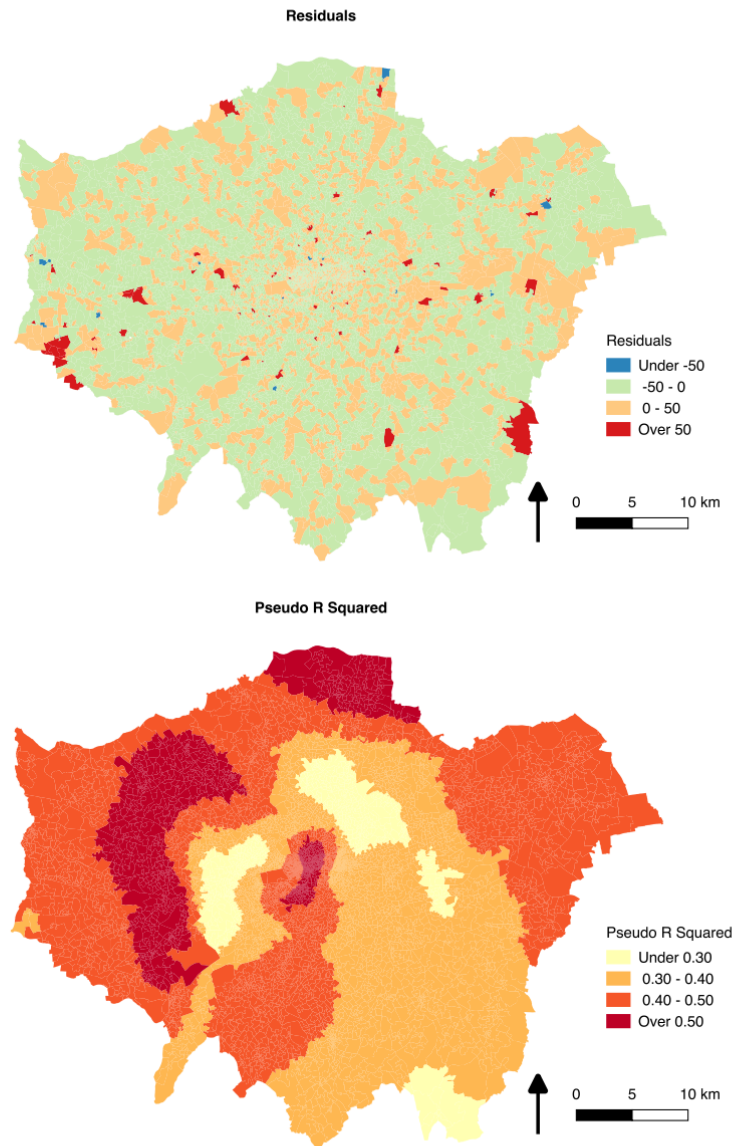 Residuals
Residuals
Under -50
-50 - 0
0 - 50
Over 50
0 5 10 km
Pseudo R Squared
Pseudo R Squared
Under 0.30
0.30 - 0.40
0.40 - 0.50
Over 0.50
0 5 10 km